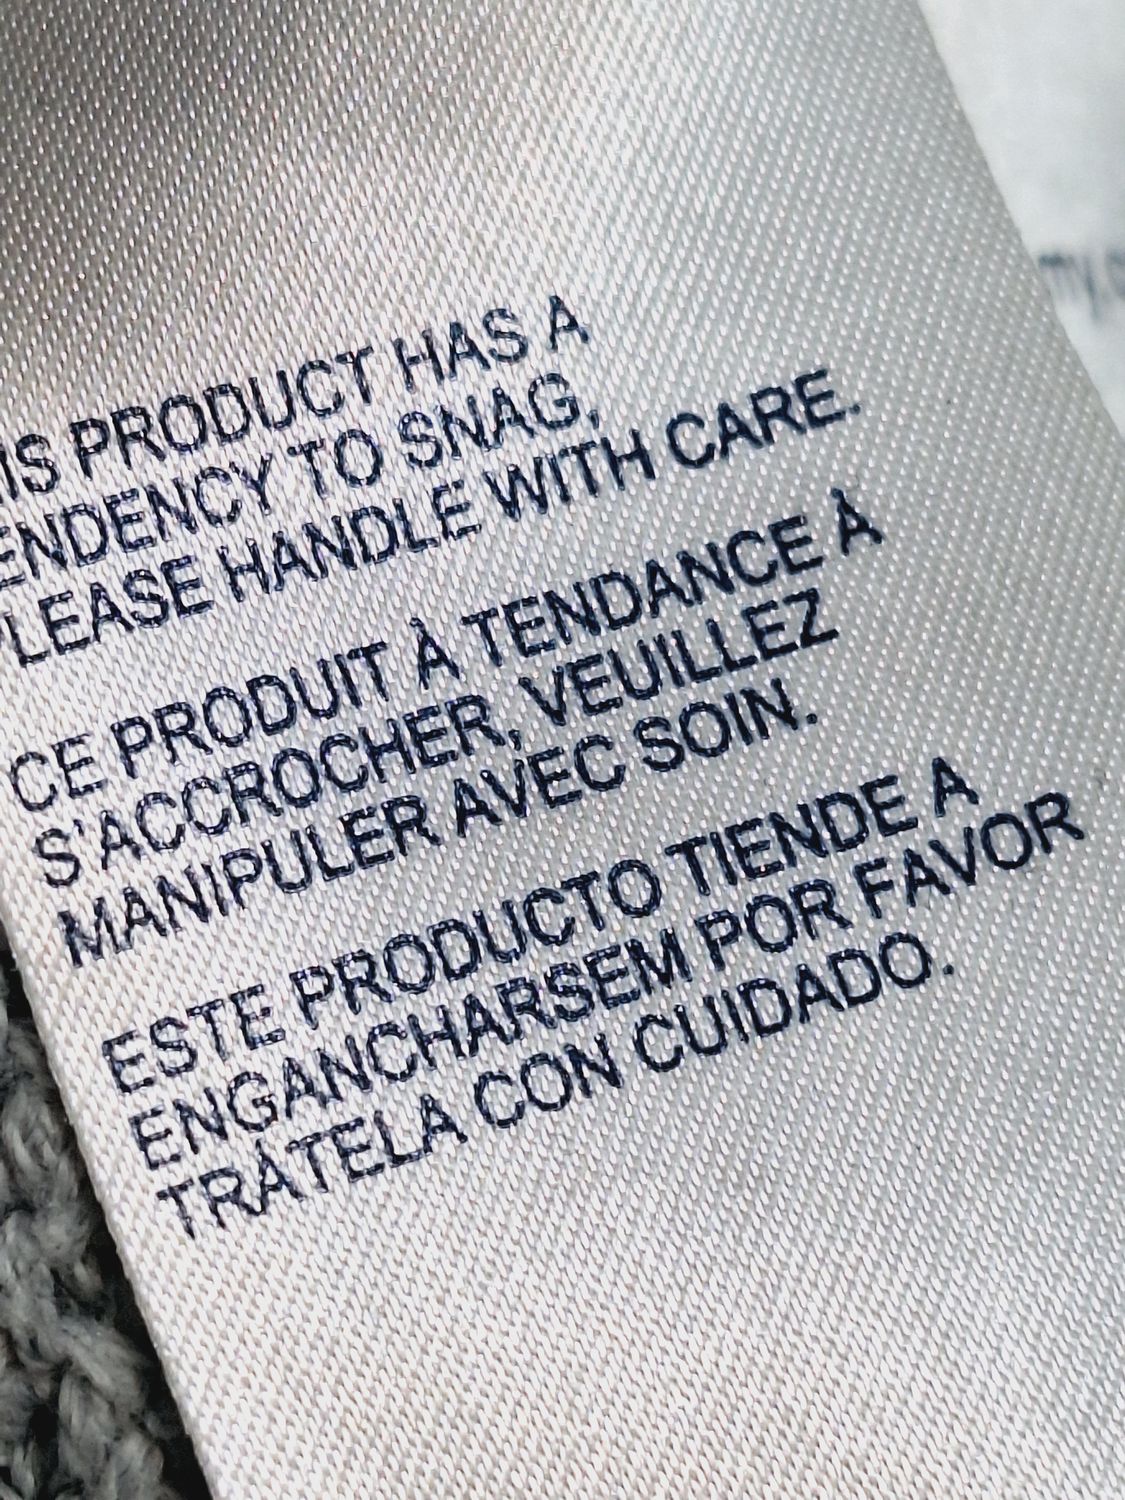 IS PRODUCT HAS A
ENDENCY TO SNAG,
LEASE HANDLE WITH CARE.
CE PRODUIT À TENDANCE À
S'ACCROCHER, VEUILLEZ
MANIPULER AVEC SOIN.
ESTE PRODUCTO TIENDE A
ENGANCHARSEM POR FAVOR
TRÁTELA CON CUIDADO.